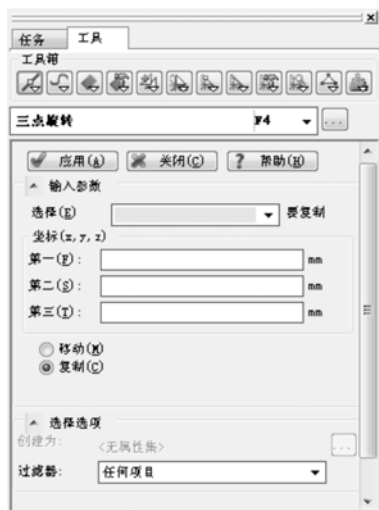 任务 工具
工具箱
三点旋转 F4 ...
应用(A) 关闭(C) ? 帮助(H)
输入参数
选择(E) 要复制
坐标(x, y, z)
第一(F): mm
第二(S): mm
第三(T): mm
移动(M)
复制(C)
选择选项
创建为: <无属性集> ...
过滤器: 任何项目